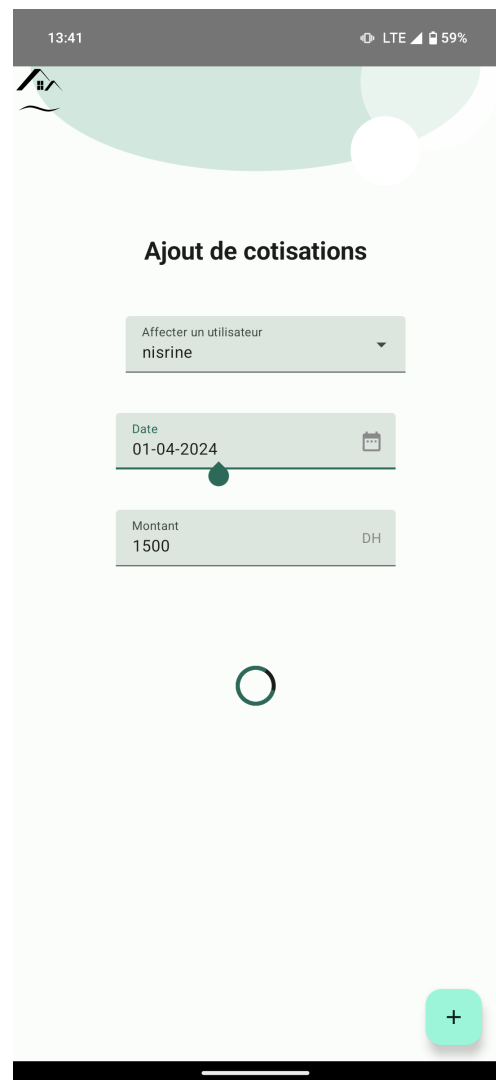 13:41
LTE 59%
Ajout de cotisations
Affecter un utilisateur
nisrine
Date
01-04-2024
Montant
1500
DH
+